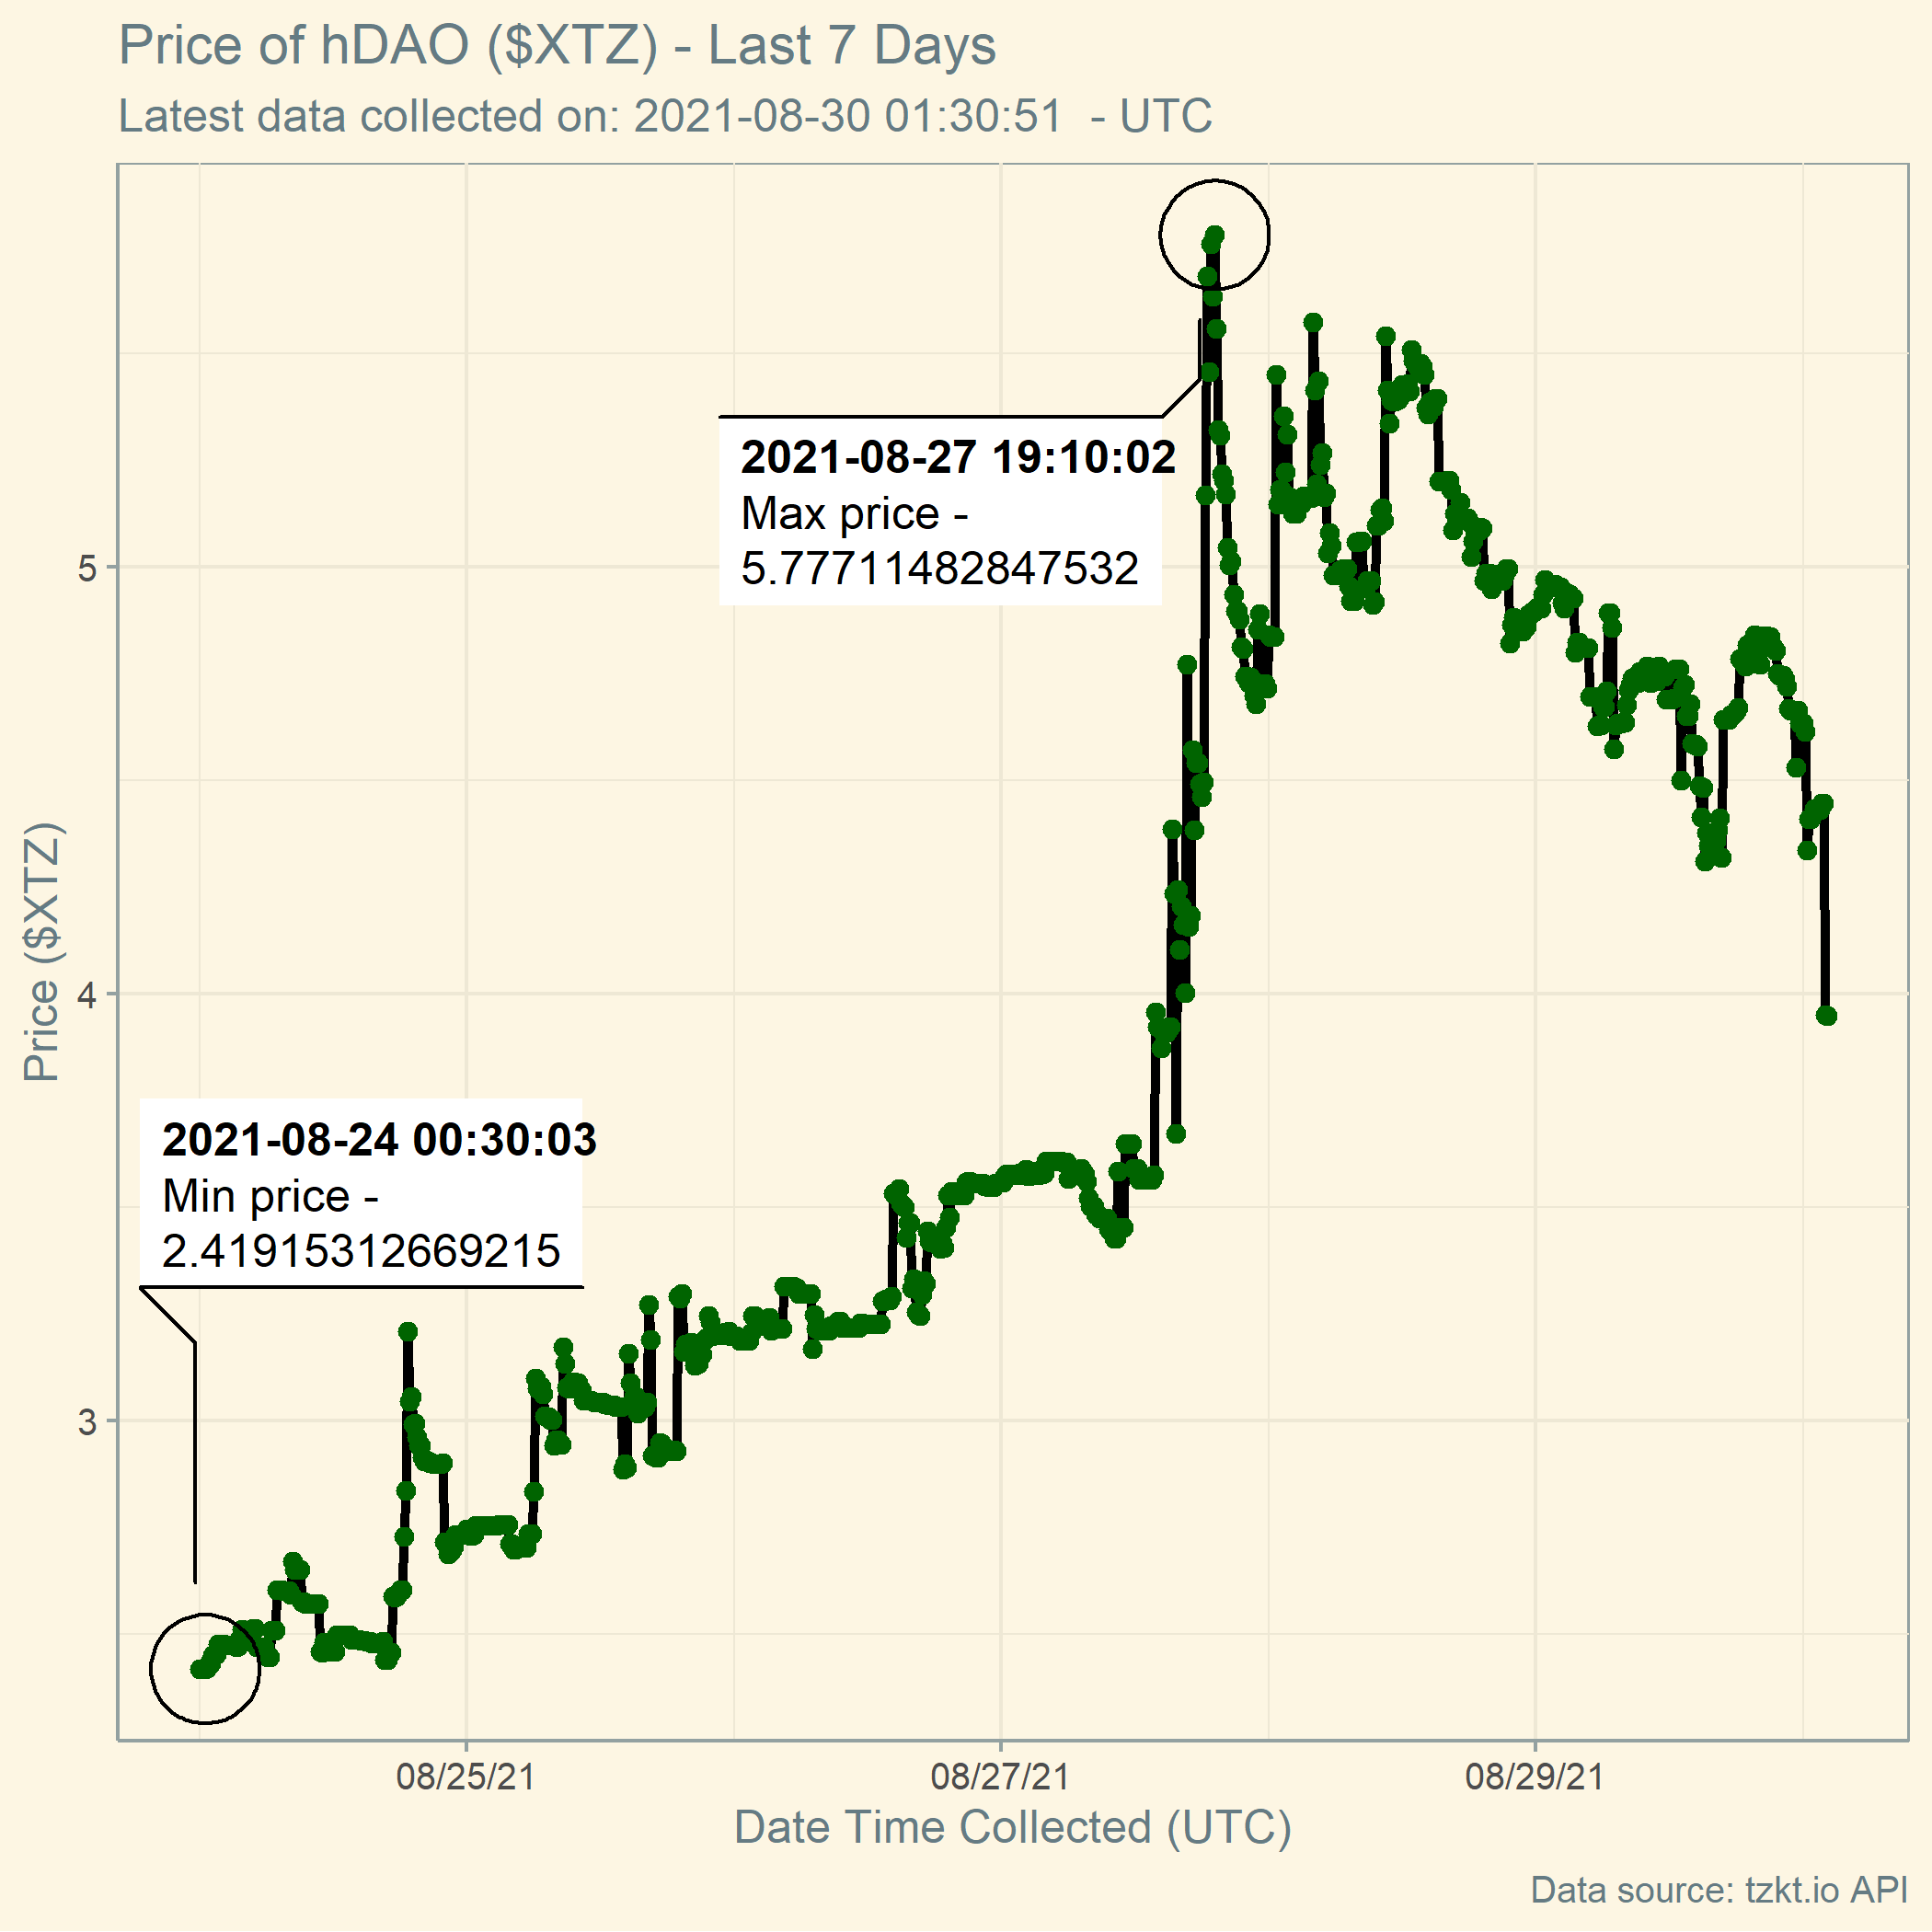 Price of hDAO ($XTZ) - Last 7 Days
Latest data collected on: 2021-08-30 01:30:51  - UTC
2021-08-27 19:10:02
Max price -
5.77711482847532
5
4
3
Price ($XTZ)
2021-08-24 00:30:03
Min price -
2.41915312669215
08/25/21
08/27/21
08/29/21
Date Time Collected (UTC)
Data source: tzkt.io API